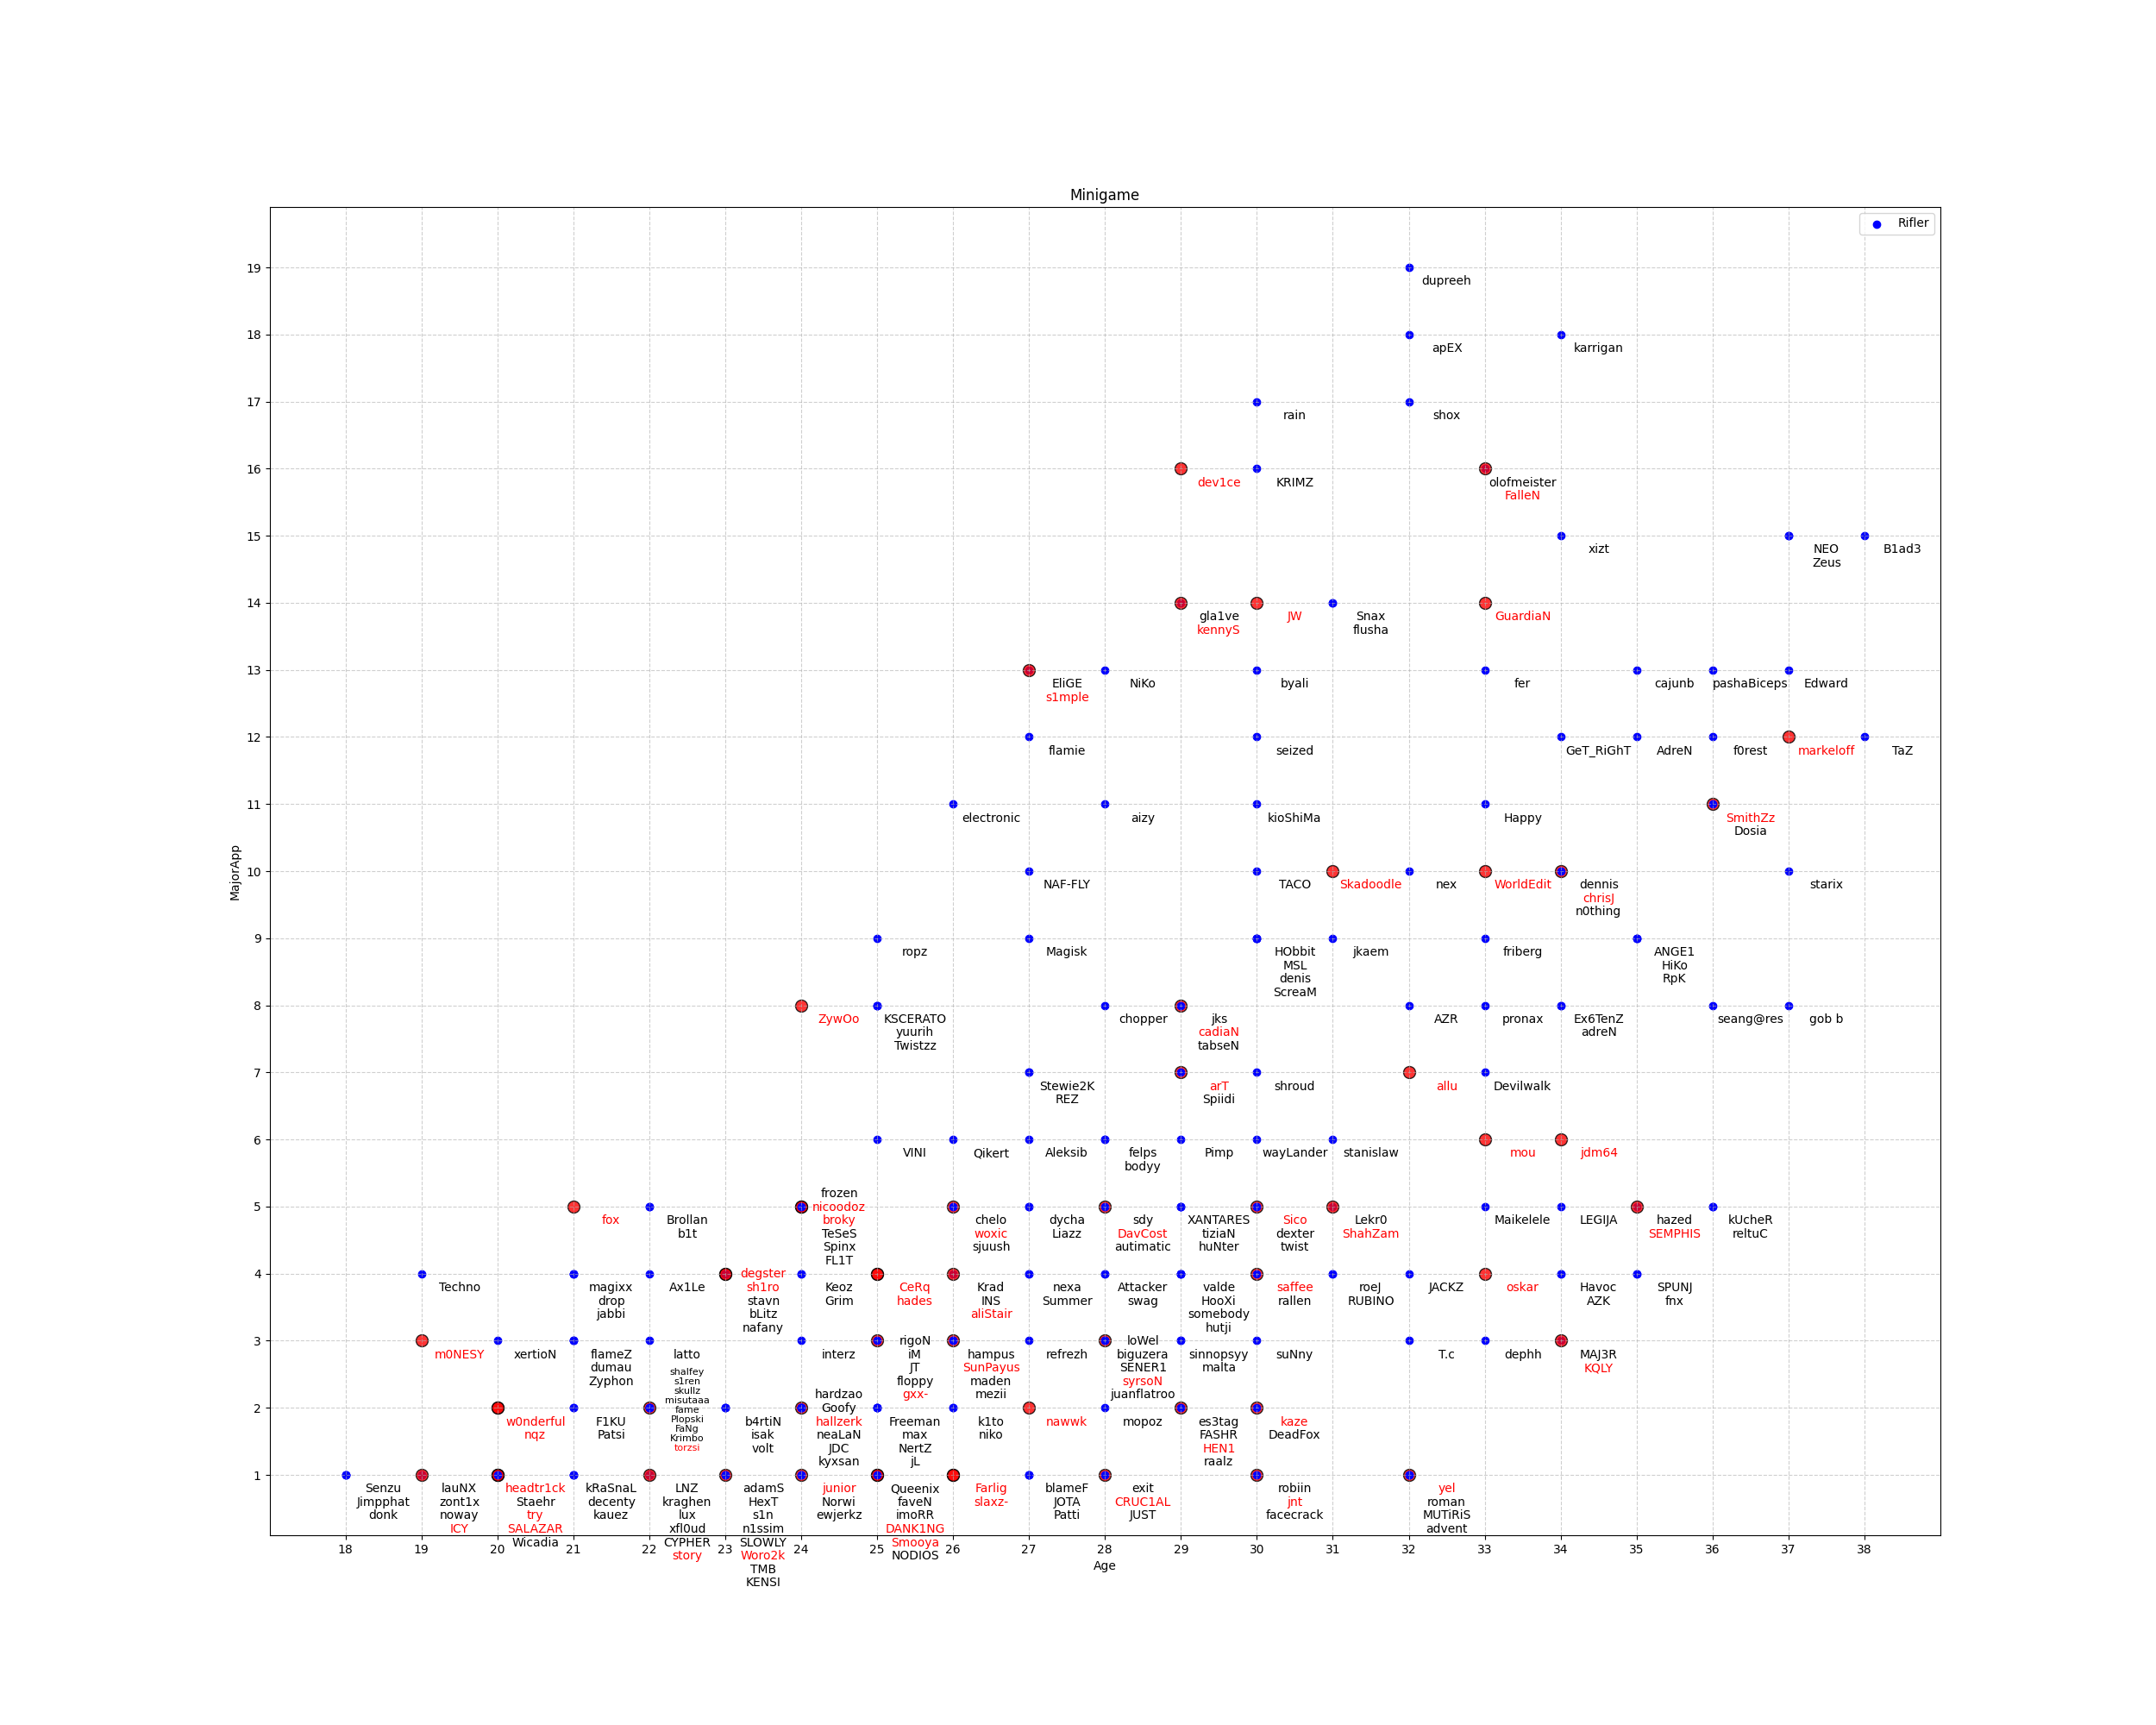 Minigame
Rifler
19
dupreeh
18
apEX
karrigan
17
rain
shox
16
dev1ce
KRIMZ
olofmeister
FalleN
15
xizt
NEO
Zeus
B1ad3
14
gla1ve
kennyS
JW
Snax
flusha
GuardiaN
13
EliGE
s1mple
NiKo
byali
fer
cajunb
pashaBiceps
Edward
12
flamie
seized
GeT_RiGhT
AdreN
f0rest
markeloff
TaZ
11
electronic
aizy
kioShiMa
Happy
SmithZz
Dosia
MajorApp
10
NAF-FLY
TACO
Skadoodle
nex
WorldEdit
dennis
chrisJ
n0thing
starix
9
ropz
Magisk
HObbit
MSL
denis
ScreaM
jkaem
friberg
ANGE1
HiKo
RpK
8
ZywOo
KSCERATO
yuurih
Twistzz
chopper
jks
cadiaN
tabseN
AZR
pronax
Ex6TenZ
adreN
seang@res
gob b
7
Stewie2K
REZ
arT
Spiidi
shroud
allu
Devilwalk
6
VINI
Qikert
Aleksib
felps
bodyy
Pimp
wayLander
stanislaw
mou
jdm64
5
fox
Brollan
b1t
frozen
nicoodoz
broky
TeSeS
Spinx
FL1T
chelo
woxic
sjuush
dycha
Liazz
sdy
DavCost
autimatic
XANTARES
tiziaN
huNter
Sico
dexter
twist
Lekr0
ShahZam
Maikelele
LEGIJA
hazed
SEMPHIS
kUcheR
reltuC
4
Techno
magixx
drop
jabbi
Ax1Le
degster
sh1ro
stavn
bLitz
nafany
Keoz
Grim
CeRq
hades
Krad
INS
aliStair
nexa
Summer
Attacker
swag
valde
HooXi
somebody
hutji
saffee
rallen
roeJ
RUBINO
JACKZ
oskar
Havoc
AZK
SPUNJ
fnx
3
m0NESY
xertioN
flameZ
dumau
Zyphon
latto
interz
rigoN
iM
JT
floppy
gxx-
hampus
SunPayus
maden
mezii
refrezh
loWel
biguzera
SENER1
syrsoN
juanflatroo
sinnopsyy
malta
suNny
T.c
dephh
MAJ3R
KQLY
2
w0nderful
nqz
F1KU
Patsi
shalfey
s1ren
skullz
misutaaa
fame
Plopski
FaNg
Krimbo
torzsi
b4rtiN
isak
volt
hardzao
Goofy
hallzerk
neaLaN
JDC
kyxsan
Freeman
max
NertZ
jL
k1to
niko
nawwk
mopoz
es3tag
FASHR
HEN1
raalz
kaze
DeadFox
1
Senzu
Jimpphat
donk
lauNX
zont1x
noway
ICY
headtr1ck
Staehr
try
SALAZAR
Wicadia
kRaSnaL
decenty
kauez
LNZ
kraghen
lux
xfl0ud
CYPHER
story
adamS
HexT
s1n
n1ssim
SLOWLY
Woro2k
TMB
KENSI
junior
Norwi
ewjerkz
Queenix
faveN
imoRR
DANK1NG
Smooya
NODIOS
Farlig
slaxz-
blameF
JOTA
Patti
exit
CRUC1AL
JUST
robiin
jnt
facecrack
yel
roman
MUTiRiS
advent
18 19 20 21 22 23 24 25 26 27 28 29 30 31 32 33 34 35 36 37 38
Age